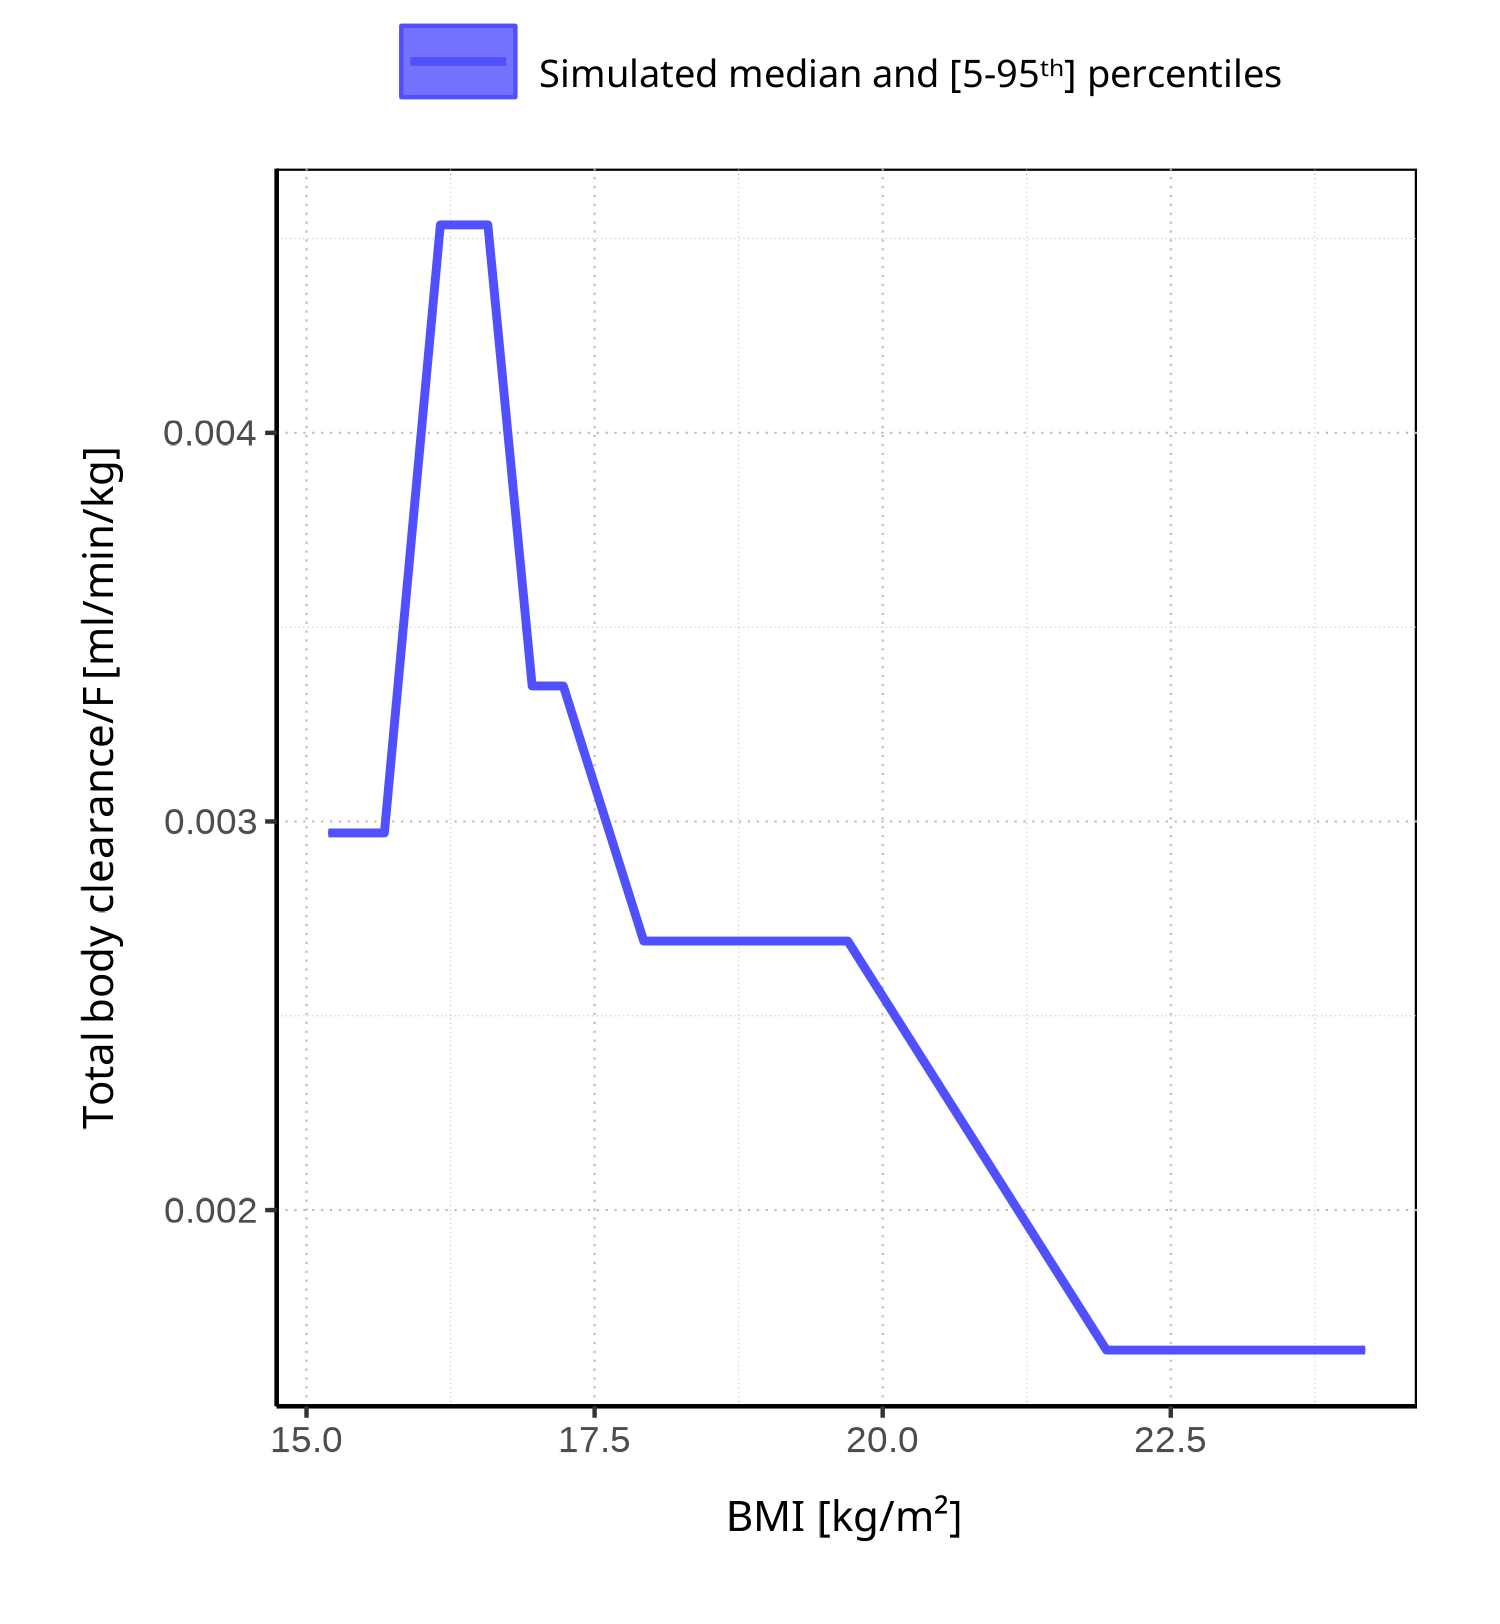 Simulated median and [5-95ᵗʰ] percentiles
Total body clearance/F [ml/min/kg]
0.004
0.003
0.002
15.0 17.5 20.0 22.5
BMI [kg/m²]